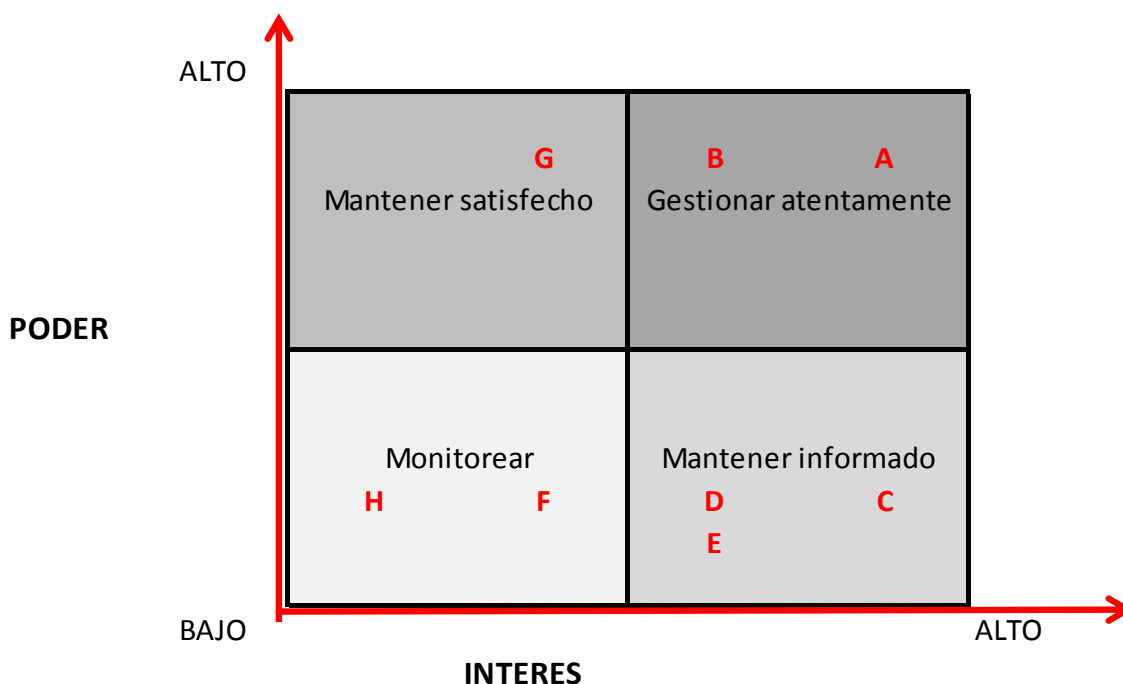 ALTO
G
B
A
Mantener satisfecho
Gestionar atentamente
PODER
Monitorear
Mantener informado
H
F
D
C
E
BAJO
ALTO
INTERES